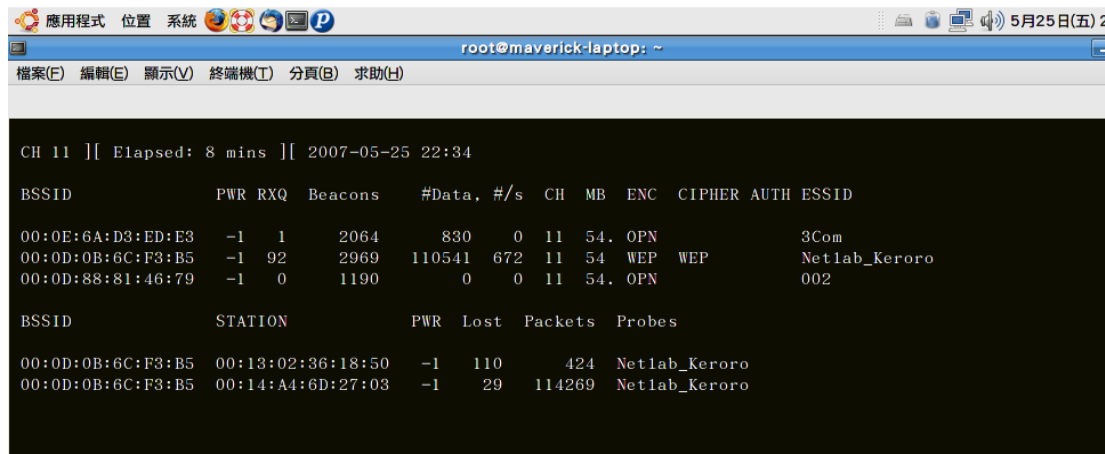 應用程式 位置 系統 5月25日(五) 2
root@maverick-laptop: ~
檔案(F) 編輯(E) 顯示(V) 終端機(T) 分頁(B) 求助(H)
CH 11 ][ Elapsed: 8 mins ][ 2007-05-25 22:34
BSSID PWR RXQ Beacons #Data, #/s CH MB ENC CIPHER AUTH ESSID
00:0E:6A:D3:ED:E3 -1 1 2064 830 0 11 54. OPN 3Com
00:0D:0B:6C:F3:B5 -1 92 2969 110541 672 11 54 WEP WEP Netlab_Keroro
00:0D:88:81:46:79 -1 0 1190 0 0 11 54. OPN 002
BSSID STATION PWR Lost Packets Probes
00:0D:0B:6C:F3:B5 00:13:02:36:18:50 -1 110 424 Netlab_Keroro
00:0D:0B:6C:F3:B5 00:14:A4:6D:27:03 -1 29 114269 Netlab_Keroro